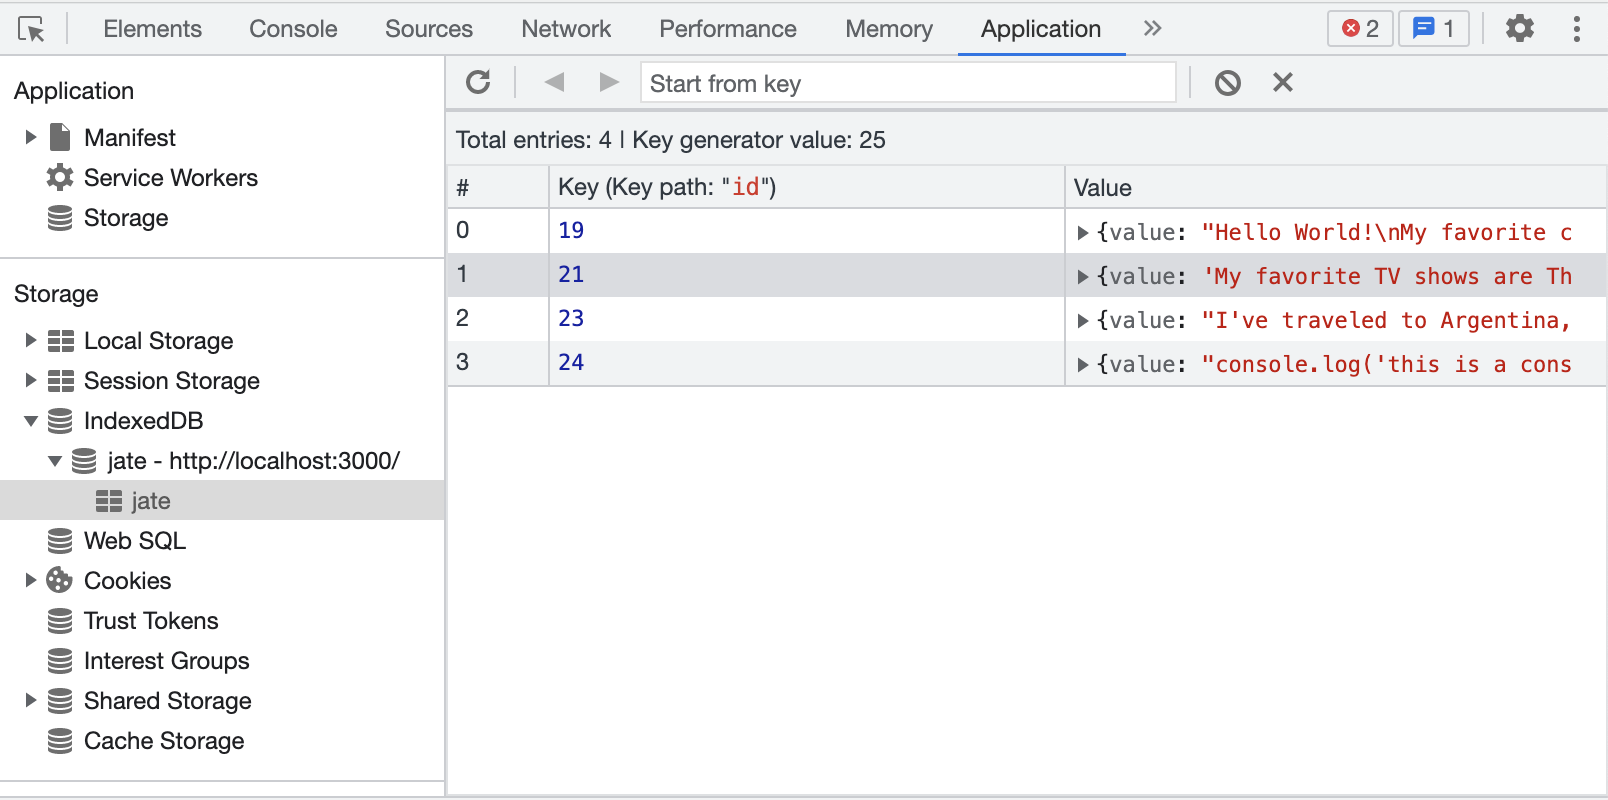 Elements Console Sources Network Performance Memory Application 2 1
Application
Manifest
Service Workers
Storage
Storage
Local Storage
Session Storage
IndexedDB
jate - http://localhost:3000/
jate
Web SQL
Cookies
Trust Tokens
Interest Groups
Shared Storage
Cache Storage
Start from key
Total entries: 4 | Key generator value: 25
# Key (Key path: "id") Value
0 19 {value: "Hello World!\nMy favorite c
1 21 {value: 'My favorite TV shows are Th
2 23 {value: "I've traveled to Argentina,
3 24 {value: "console.log('this is a cons